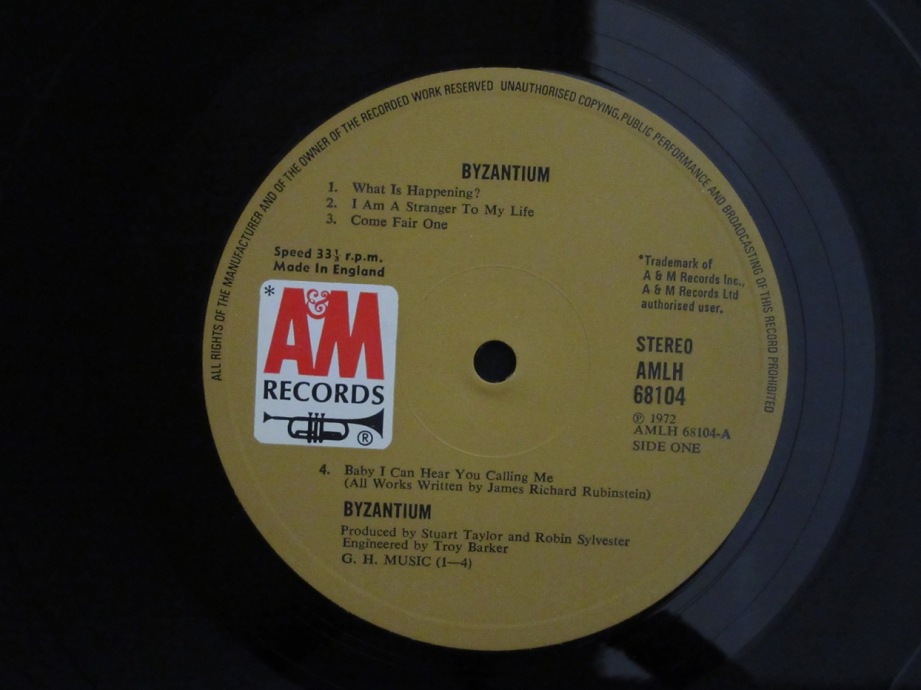 ALL RIGHTS OF THE MANUFACTURER AND OF THE OWNER OF THE RECORDED WORK RESERVED UNAUTHORISED COPYING, PUBLIC PERFORMANCE AND BROADCASTING OF THIS RECORD PROHIBITED
BYZANTIUM
1. What Is Happening?
2. I Am A Stranger To My Life
3. Come Fair One
Speed 33⅓ r.p.m.
Made In England
*
A&M
RECORDS
®
*Trademark of
A & M Records Inc.,
A & M Records Ltd
authorised user.
STEREO
AMLH
68104
℗ 1972
AMLH 68104-A
SIDE ONE
4. Baby I Can Hear You Calling Me
(All Works Written by James Richard Rubinstein)
BYZANTIUM
Produced by Stuart Taylor and Robin Sylvester
Engineered by Troy Barker
G. H. MUSIC (1—4)